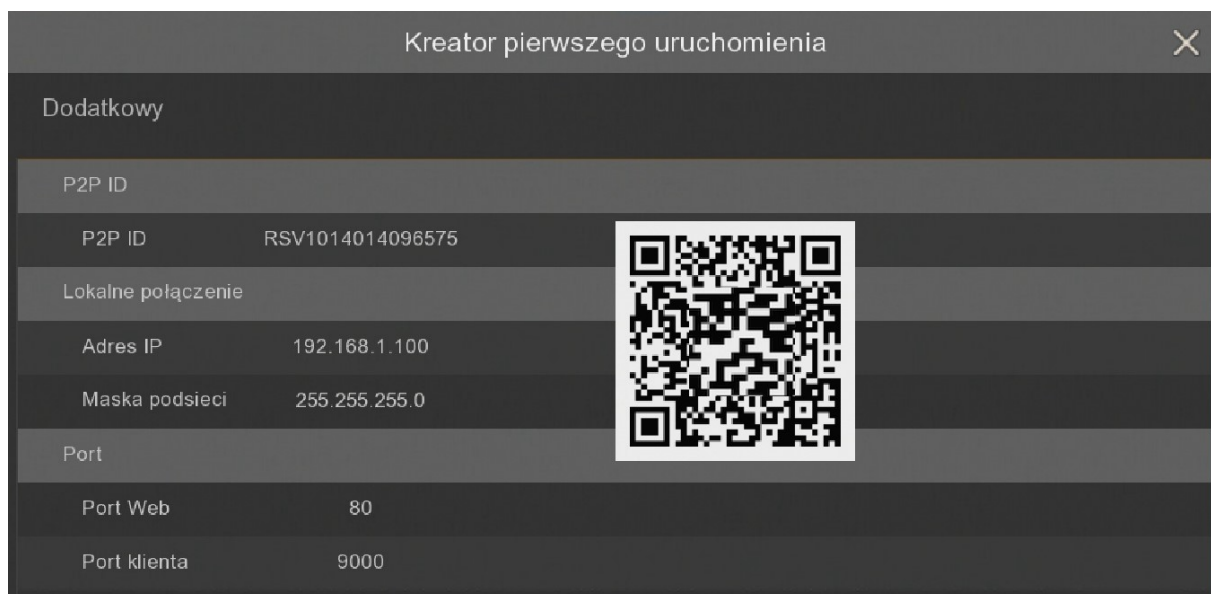 Kreator pierwszego uruchomienia
Dodatkowy
P2P ID
P2P ID RSV1014014096575
Lokalne połączenie
Adres IP 192.168.1.100
Maska podsieci 255.255.255.0
Port
Port Web 80
Port klienta 9000